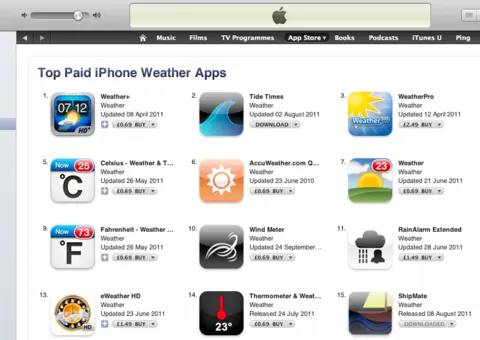 Music Films TV Programmes App Store Books Podcasts iTunes U Ping
Top Paid iPhone Weather Apps
1.
07 12
HD+
Weather+
Weather
Updated 08 April 2011
+ £0.69 BUY
2.
Tide Times
Weather
Updated 02 August 2011
DOWNLOAD
3.
Weather
WeatherPro
Weather
Updated 12 April 2011
£2.49 BUY
5.
Now 25
°C
Celsius - Weather & T...
Weather
Updated 26 May 2011
+ £0.69 BUY
6.
AccuWeather.com Q...
Weather
Updated 23 June 2010
£0.69 BUY
7.
23
Weather
Weather
Updated 21 June 2011
£0.69 BUY
9.
Now 73
°F
Fahrenheit - Weather ...
Weather
Updated 26 May 2011
+ £0.69 BUY
10.
Wind Meter
Weather
Updated 24 September...
£0.69 BUY
11.
RainAlarm Extended
Weather
Updated 28 June 2011
£1.49 BUY
13.
HD
eWeather HD
Weather
Updated 23 June 2011
+ £1.49 BUY
14.
23°
Thermometer & Weat...
Weather
Released 24 July 2011
£0.69 BUY
15.
ShipMate
Weather
Released 08 August 2011
DOWNLOADED